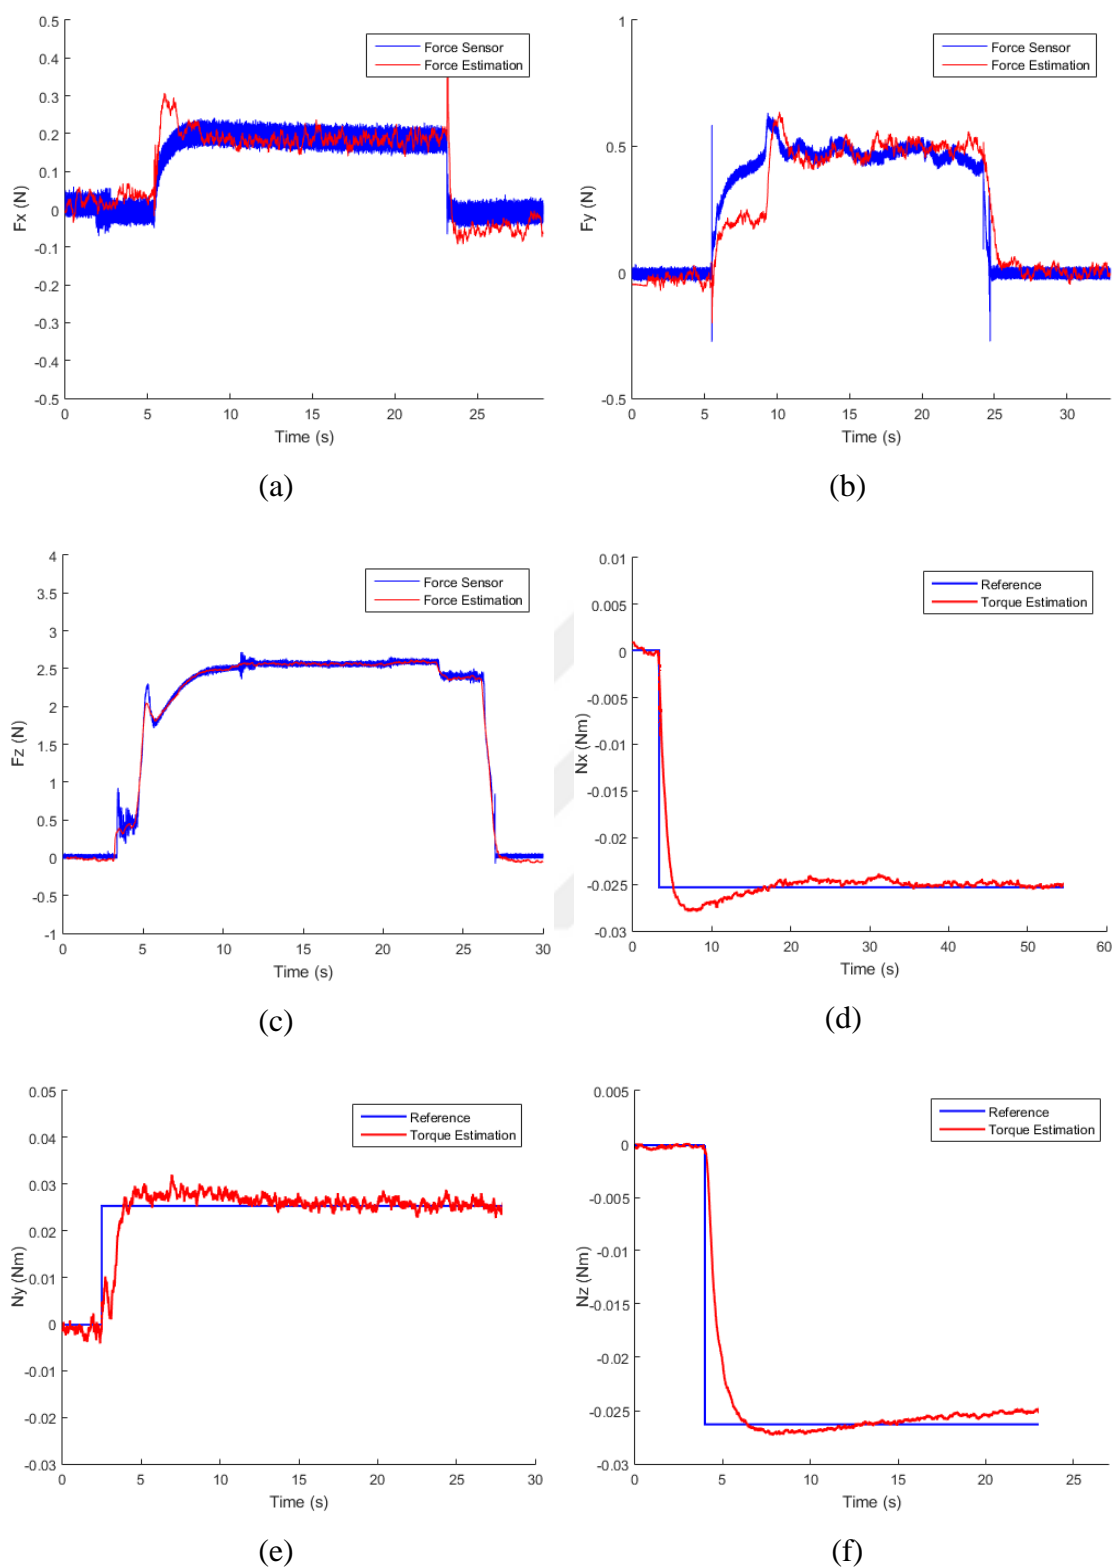 0.5
0.4
0.3
0.2
0.1
0
-0.1
-0.2
-0.3
-0.4
-0.5
Fx (N)
Force Sensor
Force Estimation
0 5 10 15 20 25
Time (s)
(a)
1
0.5
0
0.5
-0.5
Fy (N)
Force Sensor
Force Estimation
0 5 10 15 20 25 30
Time (s)
(b)
4
3.5
3
2.5
2
1.5
1
0.5
0
-0.5
-1
Fz (N)
Force Sensor
Force Estimation
0 5 10 15 20 25 30
Time (s)
(c)
0.01
0.005
0
-0.005
-0.01
-0.015
-0.02
-0.025
-0.03
Nx (Nm)
Reference
Torque Estimation
0 10 20 30 40 50 60
Time (s)
(d)
0.05
0.04
0.03
0.02
0.01
0
-0.01
-0.02
-0.03
Ny (Nm)
Reference
Torque Estimation
0 5 10 15 20 25 30
Time (s)
(e)
0.005
0
-0.005
-0.01
-0.015
-0.02
-0.025
-0.03
Nz (Nm)
Reference
Torque Estimation
0 5 10 15 20 25
Time (s)
(f)